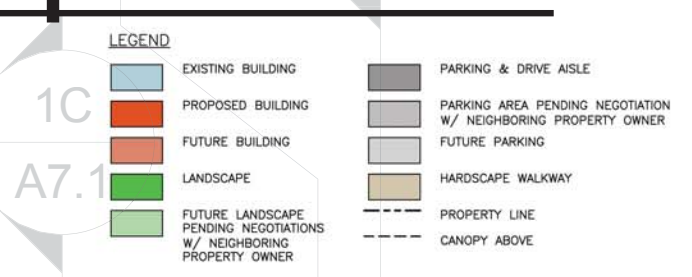 LEGEND
EXISTING BUILDING
PROPOSED BUILDING
FUTURE BUILDING
LANDSCAPE
FUTURE LANDSCAPE
PENDING NEGOTIATIONS
W/ NEIGHBORING
PROPERTY OWNER
PARKING & DRIVE AISLE
PARKING AREA PENDING NEGOTIATION
W/ NEIGHBORING PROPERTY OWNER
FUTURE PARKING
HARDSCAPE WALKWAY
PROPERTY LINE
CANOPY ABOVE
1C
A7.1